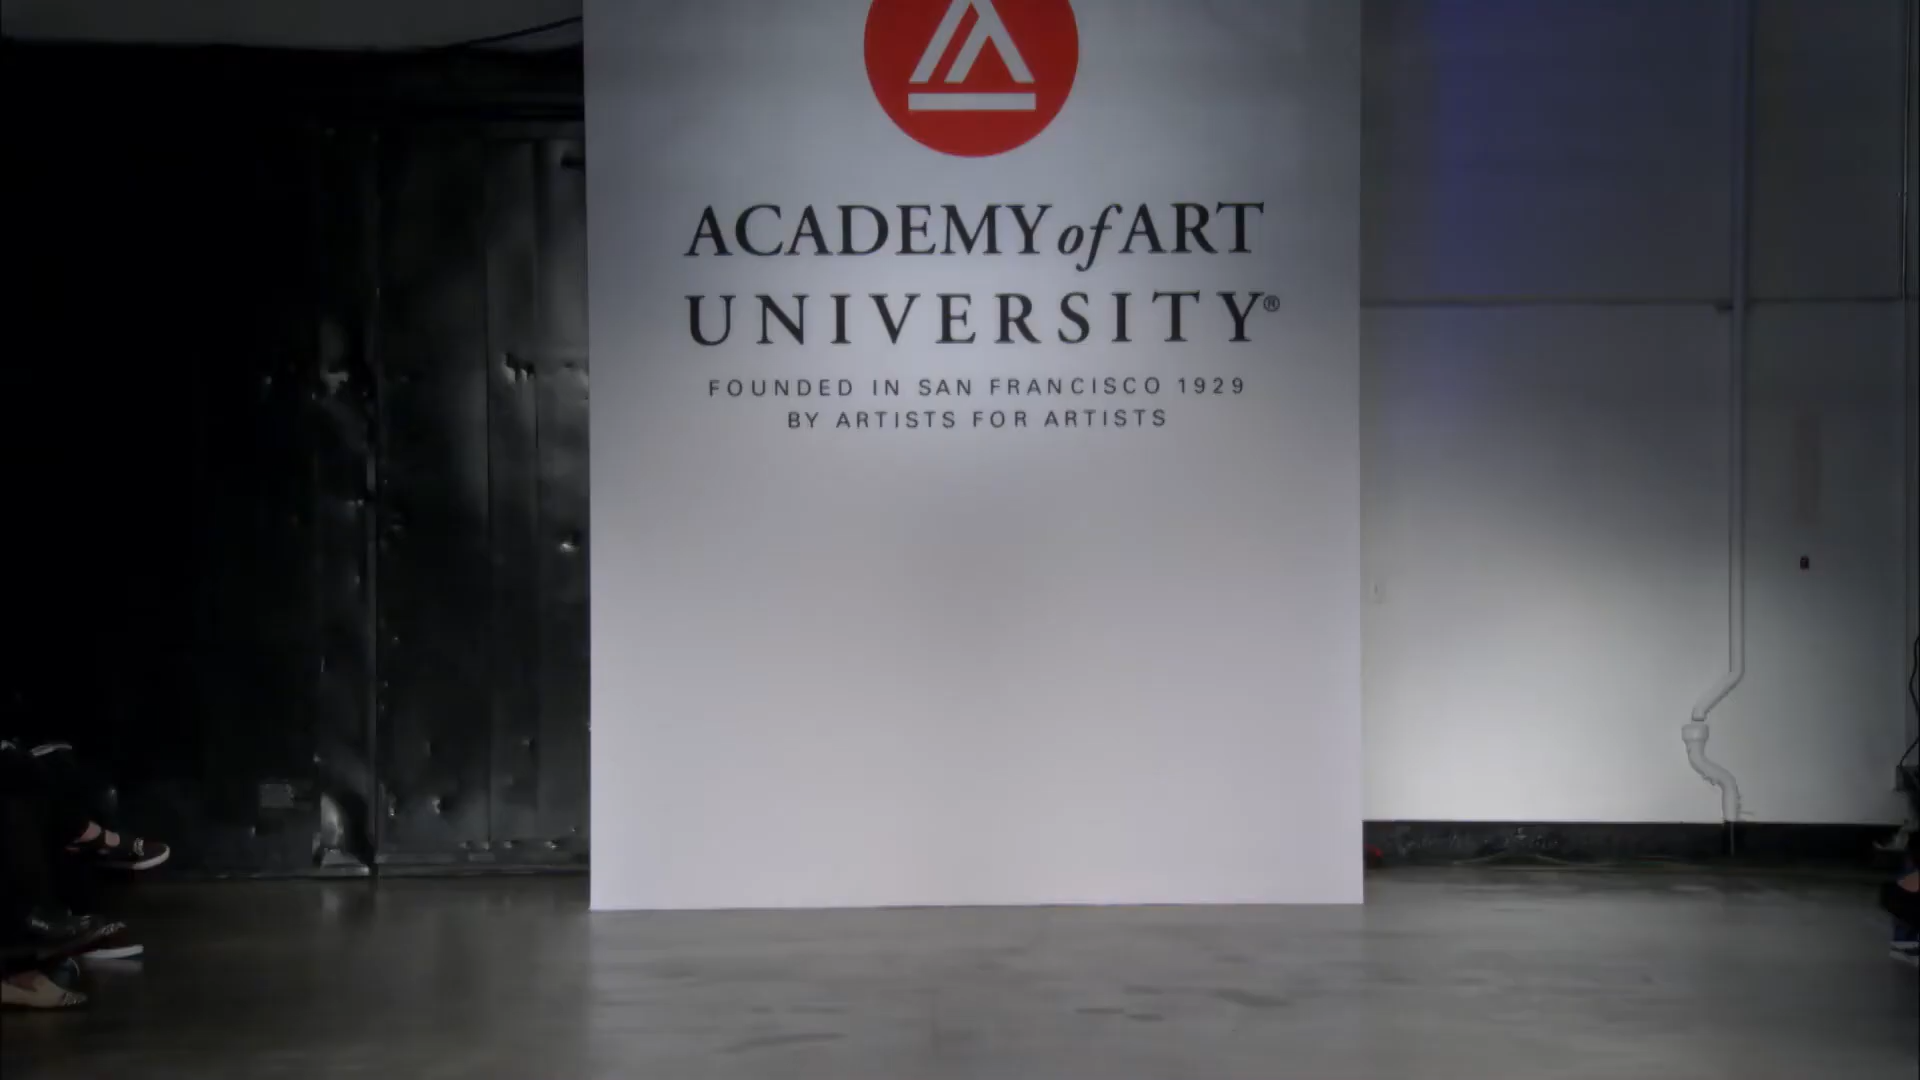 ACADEMY of ART
UNIVERSITY®
FOUNDED IN SAN FRANCISCO 1929
BY ARTISTS FOR ARTISTS